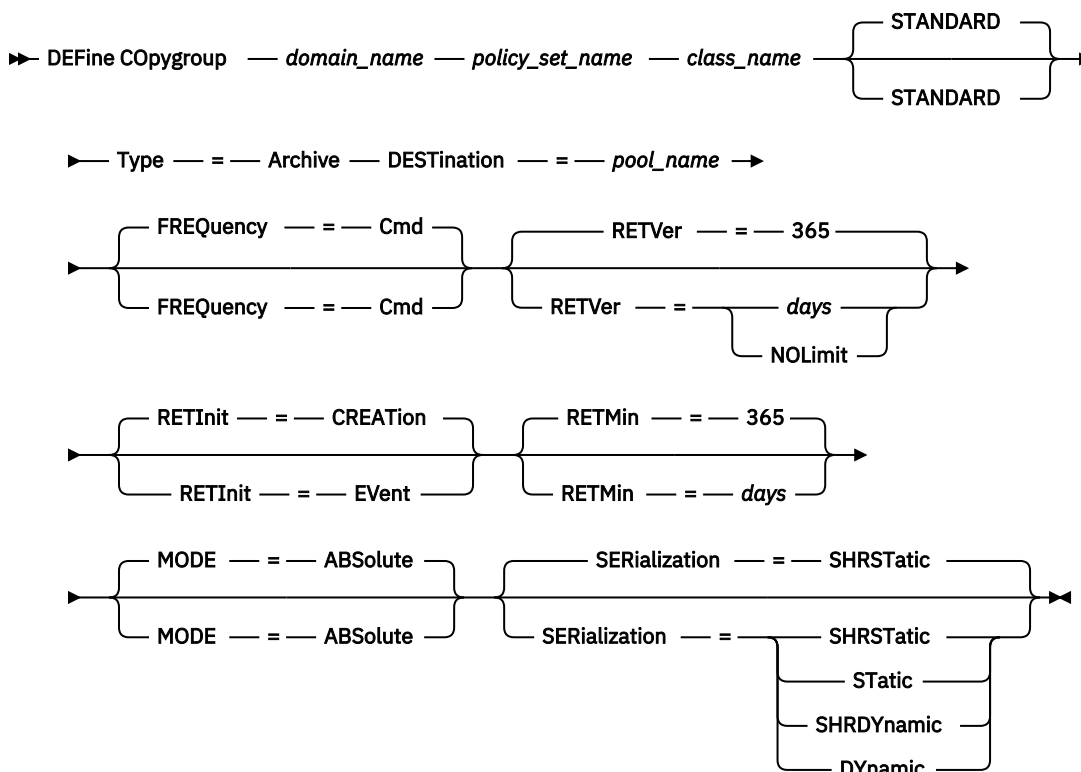 STANDARD
DEFine COpygroup domain_name policy_set_name class_name
STANDARD
Type = Archive DESTination = pool_name
FREQuency = Cmd RETVer = 365
FREQuency = Cmd RETVer = days
NOLimit
RETInit = CREATion RETMin = 365
RETInit = EVent RETMin = days
MODE = ABSolute SERialization = SHRSTatic
MODE = ABSolute SERialization = SHRSTatic
STatic
SHRDYnamic
DYnamic